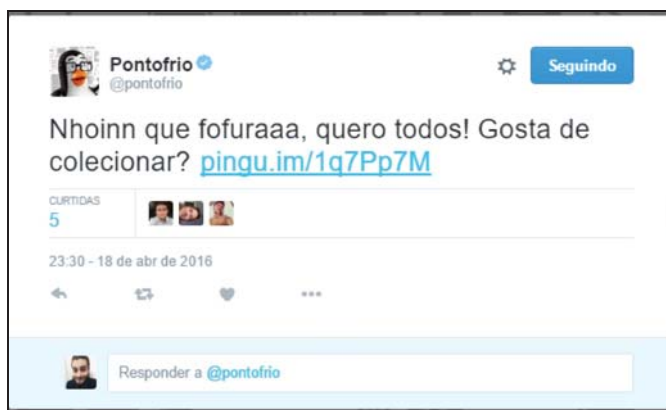 Pontofrio
@pontofrio
Seguindo
Nhoinn que fofuraaa, quero todos! Gosta de
colecionar? pingu.im/1q7Pp7M
CURTIDAS
5
23:30 - 18 de abr de 2016
Responder a @pontofrio